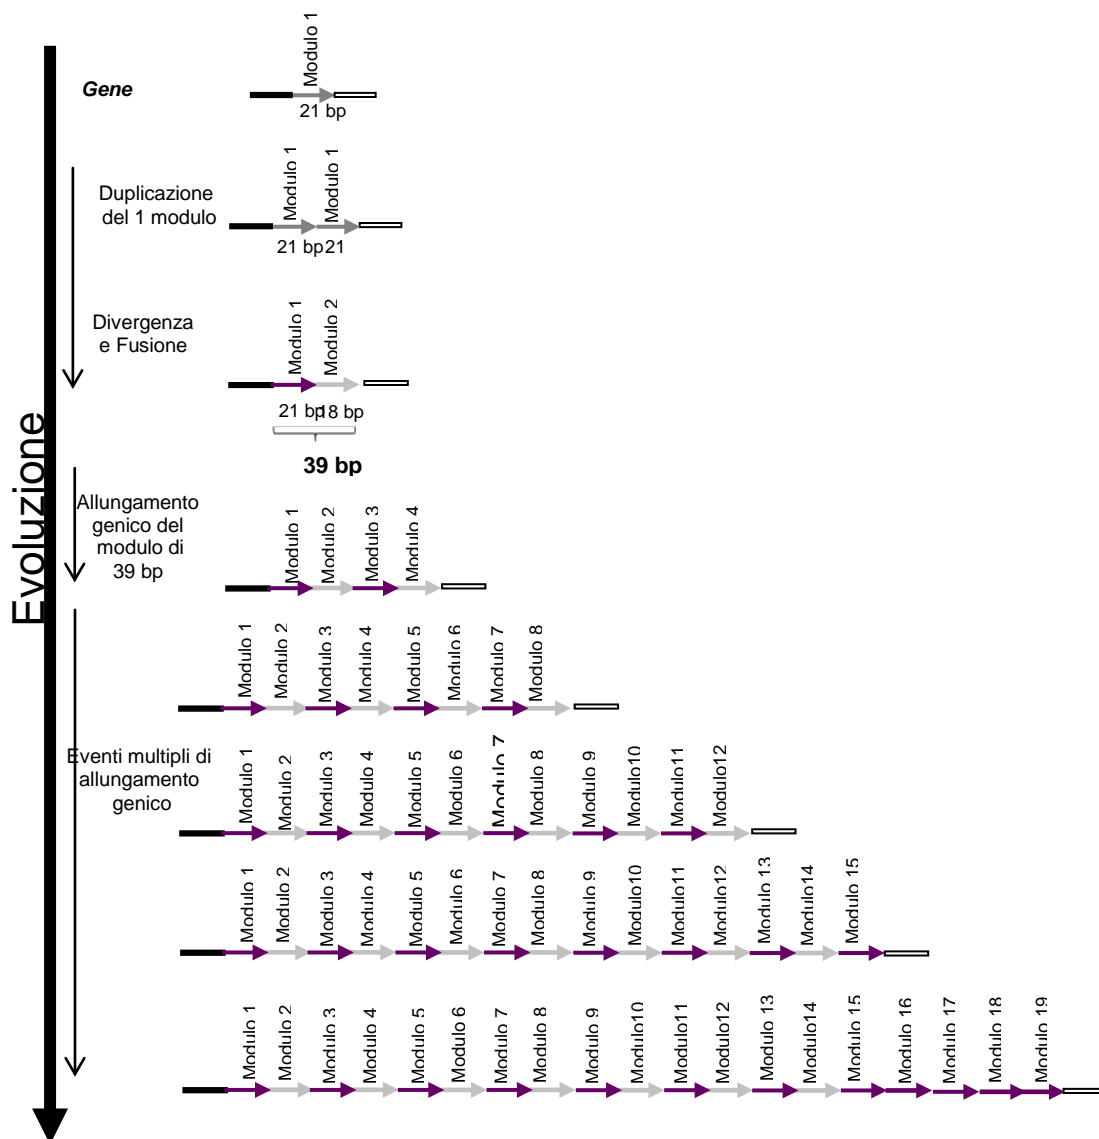 Evoluzione
Gene
Modulo 1
21 bp
Duplicazione
del 1 modulo
Modulo 1
Modulo 1
21 bp
21
Divergenza
e Fusione
Modulo 1
Modulo 2
21 bp
18 bp
39 bp
Allungamento
genico del
modulo di
39 bp
Modulo 1
Modulo 2
Modulo 3
Modulo 4
Modulo 1
Modulo 2
Modulo 3
Modulo 4
Modulo 5
Modulo 6
Modulo 7
Modulo 8
Eventi multipli di
allungamento
genico
Modulo 1
Modulo 2
Modulo 3
Modulo 4
Modulo 5
Modulo 6
Modulo 7
Modulo 8
Modulo 9
Modulo10
Modulo11
Modulo12
Modulo 1
Modulo 2
Modulo 3
Modulo 4
Modulo 5
Modulo 6
Modulo 7
Modulo 8
Modulo 9
Modulo10
Modulo11
Modulo12
Modulo 13
Modulo14
Modulo 15
Modulo 1
Modulo 2
Modulo 3
Modulo 4
Modulo 5
Modulo 6
Modulo 7
Modulo 8
Modulo 9
Modulo10
Modulo11
Modulo12
Modulo 13
Modulo14
Modulo 15
Modulo 16
Modulo 17
Modulo 18
Modulo 19